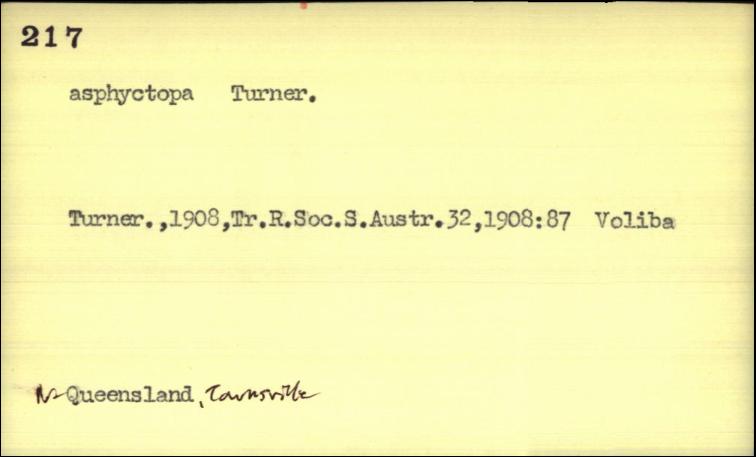 217
asphyctopa Turner.
Turner.,1908,Tr.R.Soc.S.Austr.32,1908:87 Voliba
N Queensland, Townsville